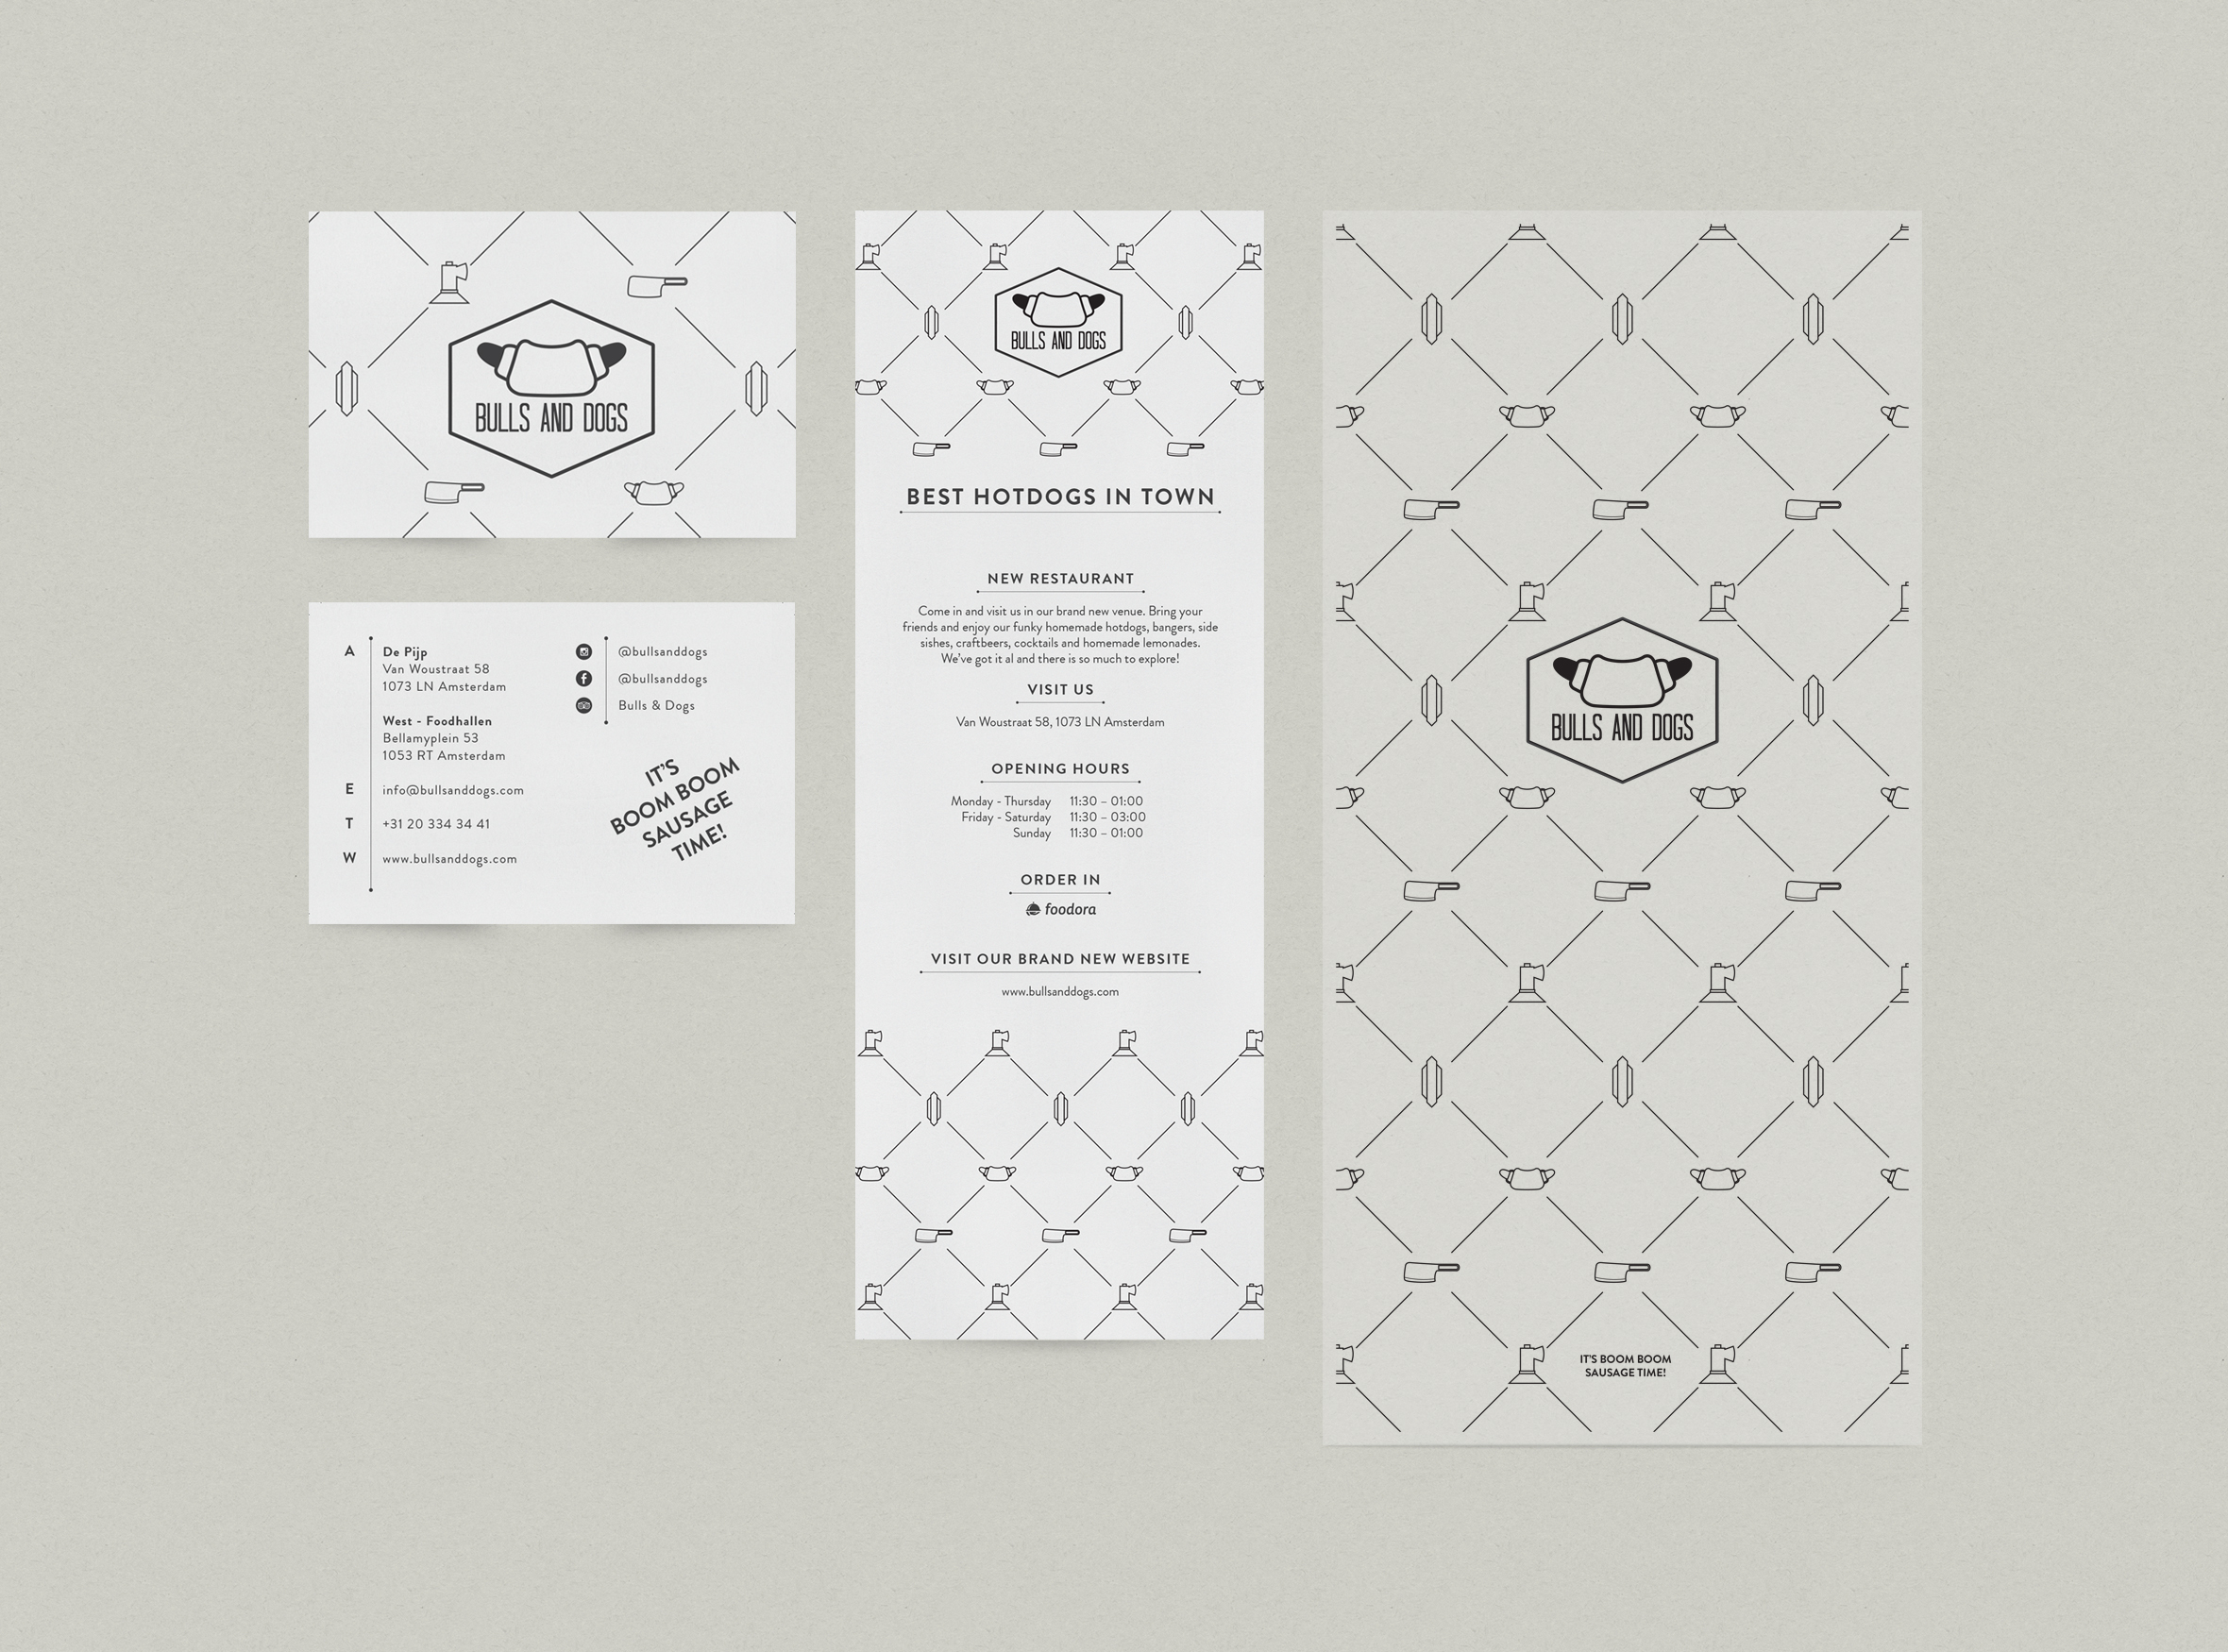 BULLS AND DOGS
A
De Pijp
Van Woustraat 58
1073 LN Amsterdam
West - Foodhallen
Bellamyplein 53
1053 RT Amsterdam
E info@bullsanddogs.com
T +31 20 334 34 41
W www.bullsanddogs.com
@bullsanddogs
@bullsanddogs
Bulls & Dogs
IT'S
BOOM BOOM
SAUSAGE
TIME!
BULLS AND DOGS
BEST HOTDOGS IN TOWN
NEW RESTAURANT
Come in and visit us in our brand new venue. Bring your
friends and enjoy our funky homemade hotdogs, bangers, side
sishes, craftbeers, cocktails and homemade lemonades.
We've got it al and there is so much to explore!
VISIT US
Van Woustraat 58, 1073 LN Amsterdam
OPENING HOURS
Monday - Thursday 11:30 – 01:00
Friday - Saturday 11:30 – 03:00
Sunday 11:30 – 01:00
ORDER IN
foodora
VISIT OUR BRAND NEW WEBSITE
www.bullsanddogs.com
BULLS AND DOGS
IT'S BOOM BOOM
SAUSAGE TIME!